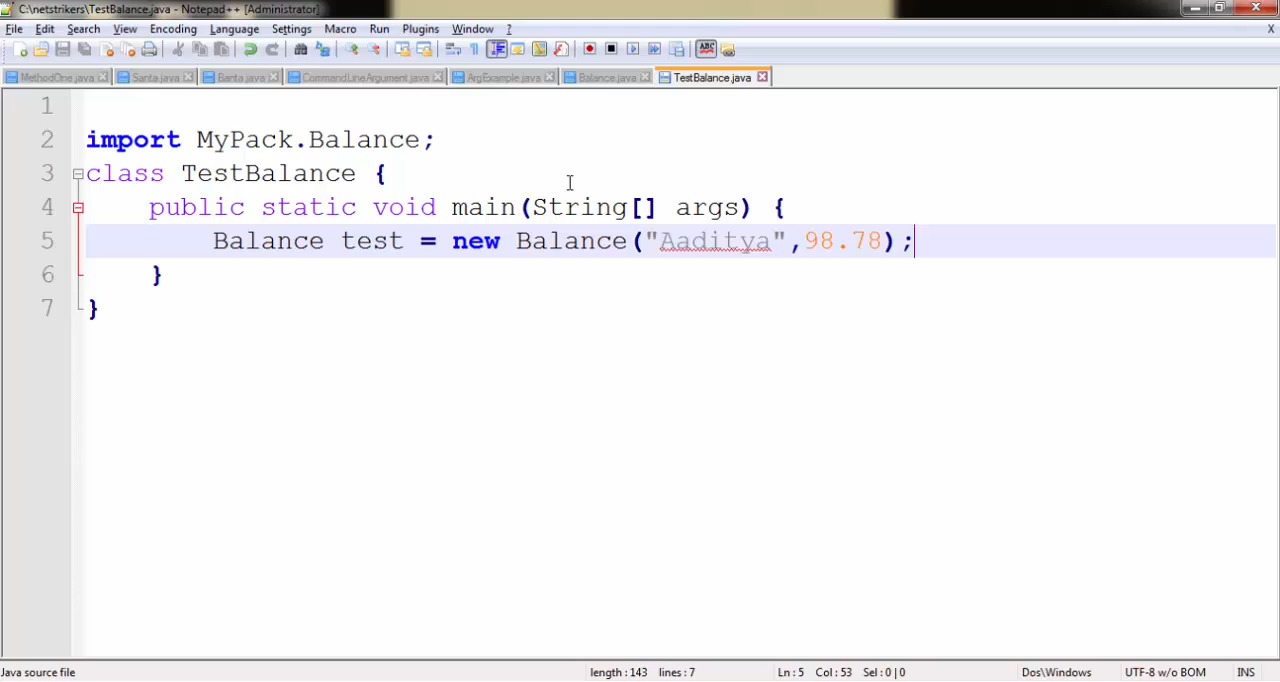 C:\netstrikers\TestBalance.java - Notepad++ [Administrator]
File Edit Search View Encoding Language Settings Macro Run Plugins Window ? X
MethodOne.java Santa.java Banta.java CommandLineArgument.java ArgExample.java Balance.java TestBalance.java
1
2 import MyPack.Balance;
3 class TestBalance {
4 public static void main(String[] args) {
5 Balance test = new Balance("Aaditya",98.78);
6 }
7 }
Java source file length : 143 lines : 7 Ln : 5 Col : 53 Sel : 0 | 0 Dos\Windows UTF-8 w/o BOM INS